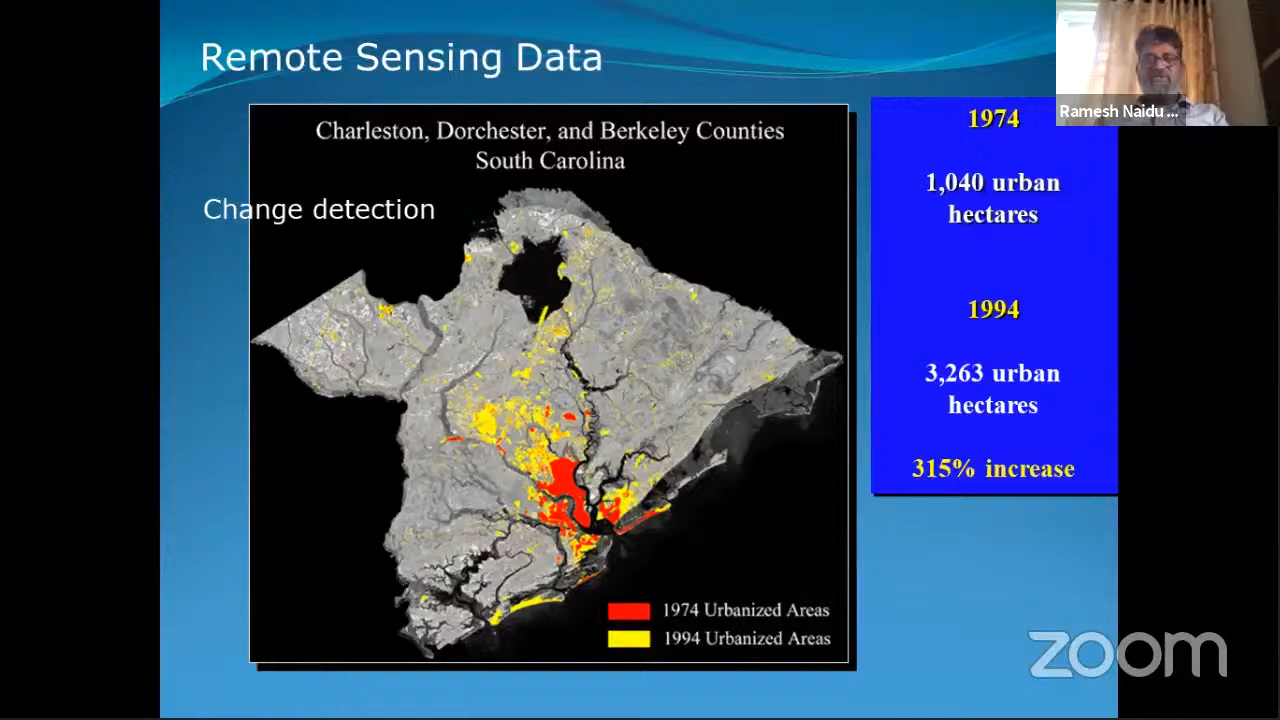 Remote Sensing Data
Ramesh Naidu ...
Charleston, Dorchester, and Berkeley Counties
South Carolina
Change detection
1974
1,040 urban
hectares
1994
3,263 urban
hectares
315% increase
1974 Urbanized Areas
1994 Urbanized Areas
zoom